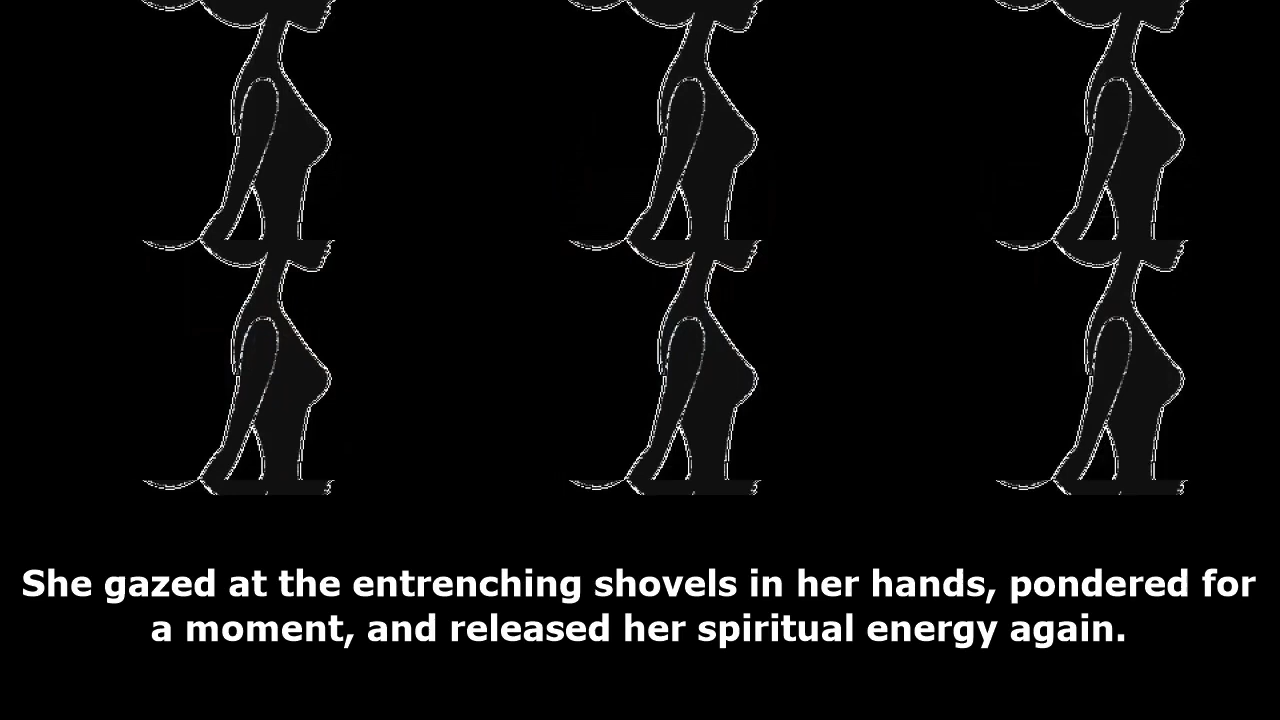 She gazed at the entrenching shovels in her hands, pondered for
a moment, and released her spiritual energy again.